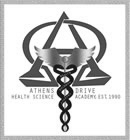 ATHENS DRIVE
HEALTH SCIENCE ACADEMY.EST.1990